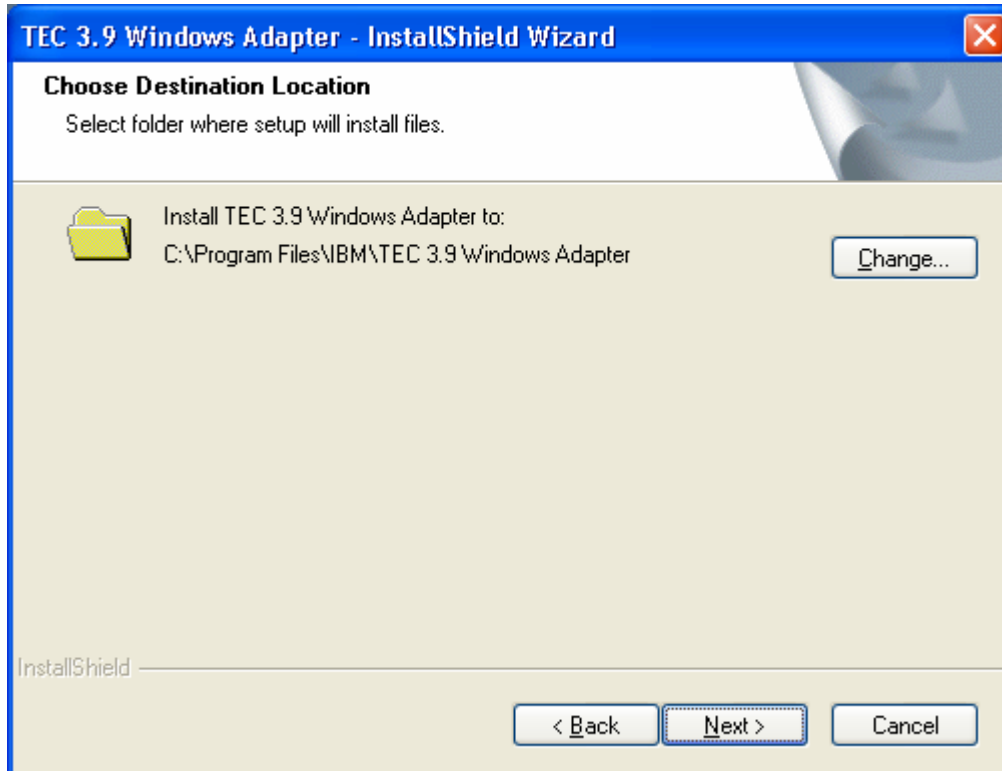 TEC 3.9 Windows Adapter - InstallShield Wizard
Choose Destination Location
Select folder where setup will install files.
Install TEC 3.9 Windows Adapter to:
C:\Program Files\IBM\TEC 3.9 Windows Adapter
Change...
InstallShield
< Back
Next >
Cancel